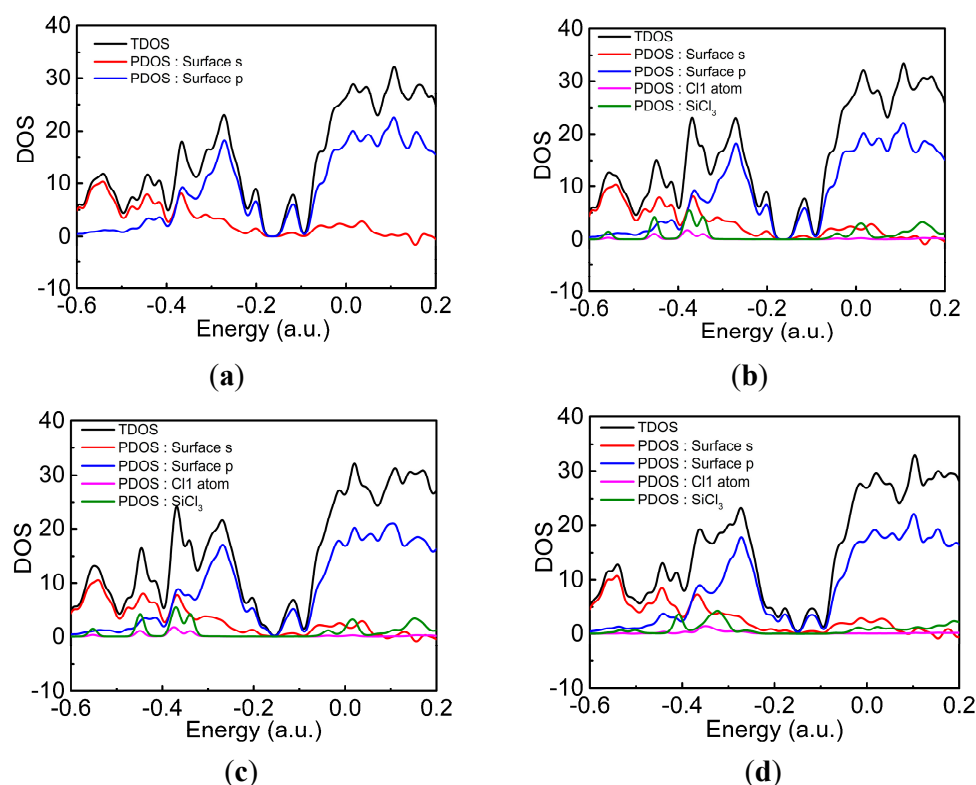 40
30
20
10
0
-10
DOS
TDOS
PDOS : Surface s
PDOS : Surface p
-0.6 -0.4 -0.2 0.0 0.2
Energy (a.u.)
(a)
40
30
20
10
0
-10
DOS
TDOS
PDOS : Surface s
PDOS : Surface p
PDOS : Cl1 atom
PDOS : SiCl₃
-0.6 -0.4 -0.2 0.0 0.2
Energy (a.u.)
(b)
40
30
20
10
0
-10
DOS
TDOS
PDOS : Surface s
PDOS : Surface p
PDOS : Cl1 atom
PDOS : SiCl₃
-0.6 -0.4 -0.2 0.0 0.2
Energy (a.u.)
(c)
40
30
20
10
0
-10
DOS
TDOS
PDOS : Surface s
PDOS : Surface p
PDOS : Cl1 atom
PDOS : SiCl₃
-0.6 -0.4 -0.2 0.0 0.2
Energy (a.u.)
(d)